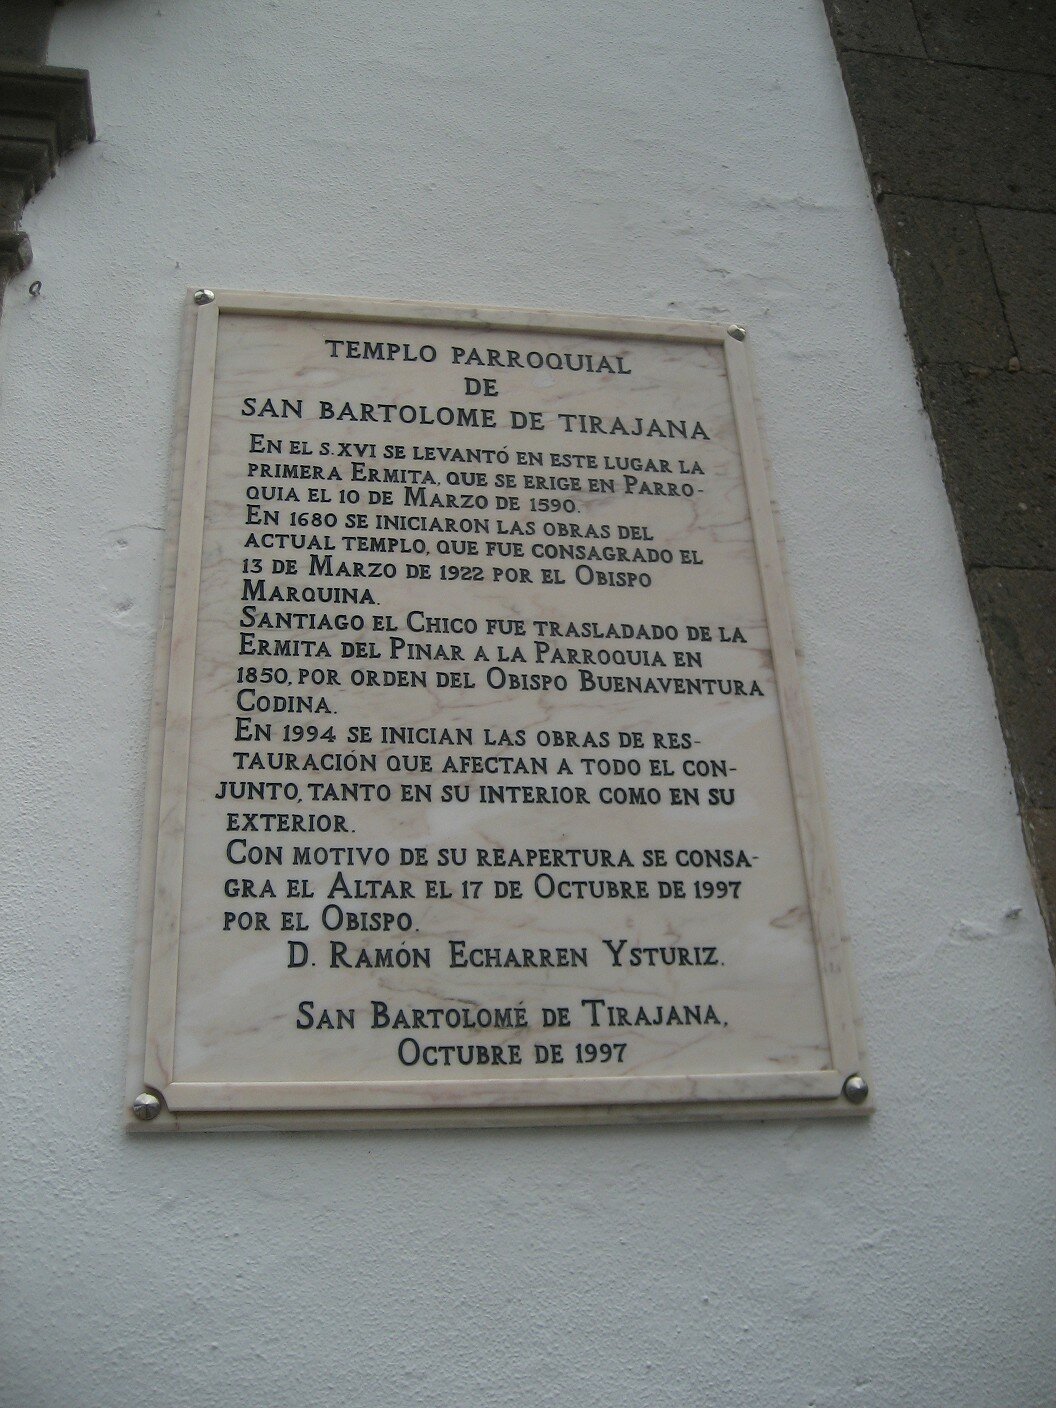 TEMPLO PARROQUIAL
DE
SAN BARTOLOME DE TIRAJANA
EN EL S.XVI SE LEVANTÓ EN ESTE LUGAR LA
PRIMERA ERMITA, QUE SE ERIGE EN PARRO-
QUIA EL 10 DE MARZO DE 1590.
EN 1680 SE INICIARON LAS OBRAS DEL
ACTUAL TEMPLO, QUE FUE CONSAGRADO EL
13 DE MARZO DE 1922 POR EL OBISPO
MARQUINA.
SANTIAGO EL CHICO FUE TRASLADADO DE LA
ERMITA DEL PINAR A LA PARROQUIA EN
1850, POR ORDEN DEL OBISPO BUENAVENTURA
CODINA.
EN 1994 SE INICIAN LAS OBRAS DE RES-
TAURACIÓN QUE AFECTAN A TODO EL CON-
JUNTO, TANTO EN SU INTERIOR COMO EN SU
EXTERIOR.
CON MOTIVO DE SU REAPERTURA SE CONSA-
GRA EL ALTAR EL 17 DE OCTUBRE DE 1997
POR EL OBISPO.
D. RAMÓN ECHARREN YSTURIZ.
SAN BARTOLOMÉ DE TIRAJANA,
OCTUBRE DE 1997